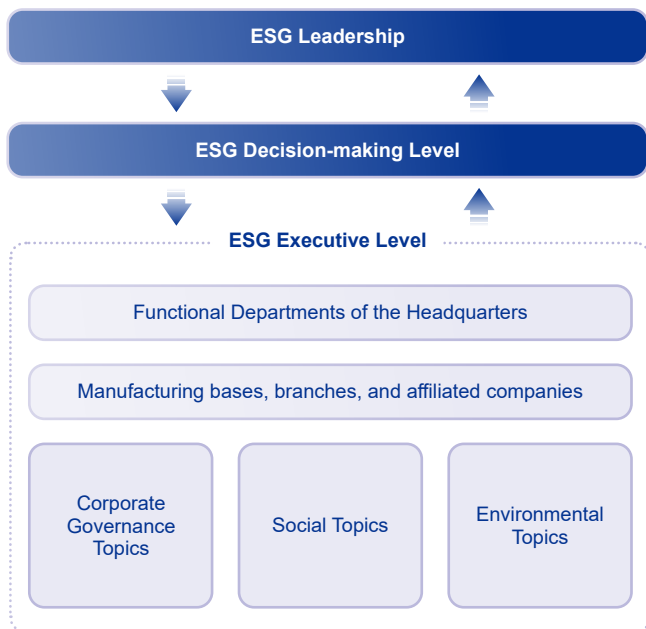 ESG Leadership
ESG Decision-making Level
ESG Executive Level
Functional Departments of the Headquarters
Manufacturing bases, branches, and affiliated companies
Corporate
Governance
Topics
Social Topics
Environmental
Topics